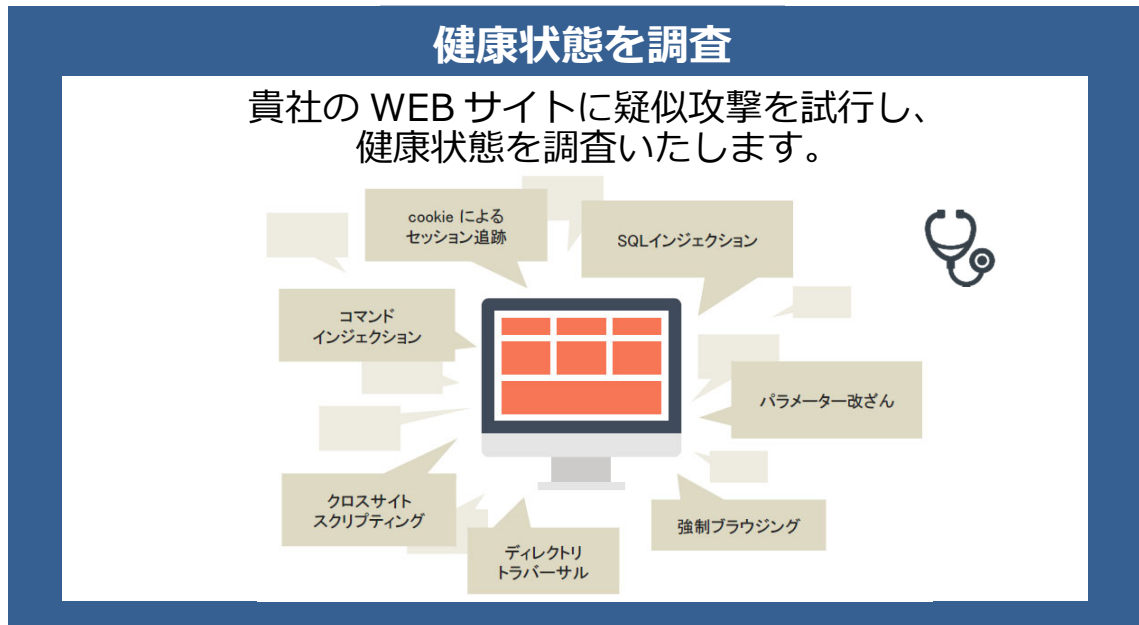 健康状態を調査
貴社の WEB サイトに疑似攻撃を試行し、
健康状態を調査いたします。
cookie による
セッション追跡
SQLインジェクション
コマンド
インジェクション
パラメーター改ざん
クロスサイト
スクリプティング
強制ブラウジング
ディレクトリ
トラバーサル